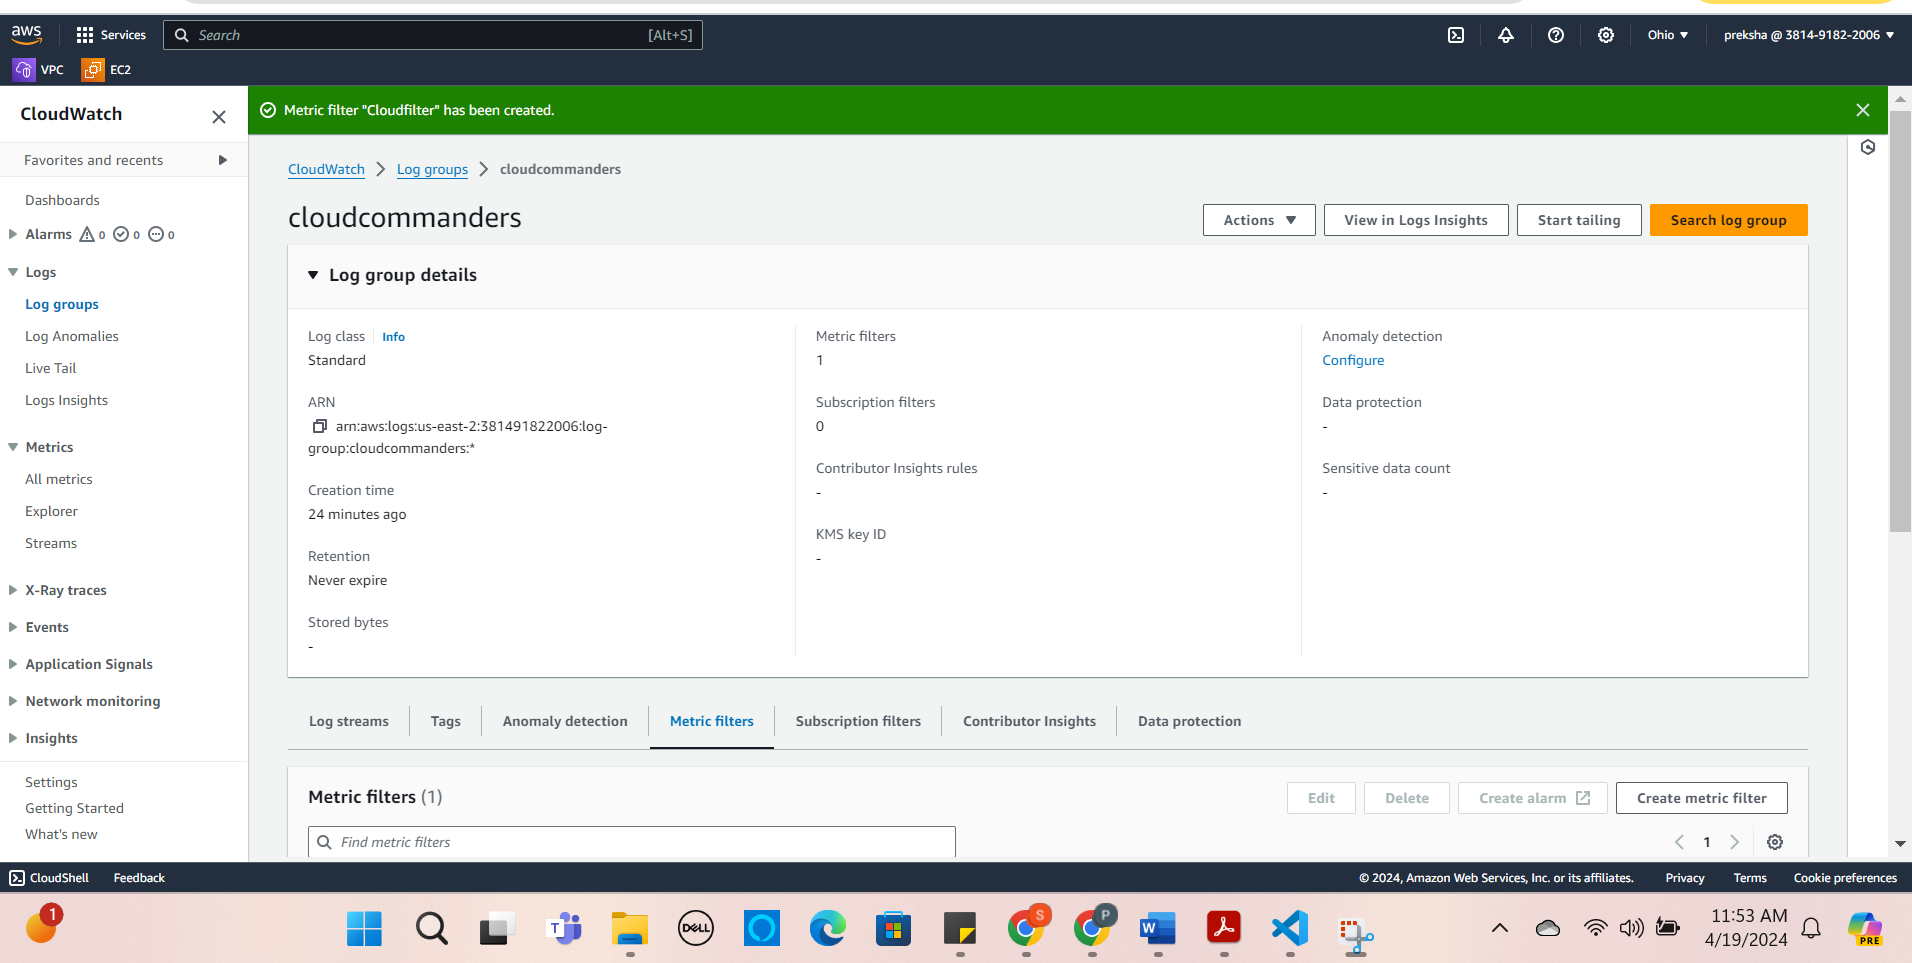 aws
Services
Search
[Alt+S]
Ohio
preksha @ 3814-9182-2006
VPC
EC2
CloudWatch
Favorites and recents
Dashboards
Alarms 0 0 0
Logs
Log groups
Log Anomalies
Live Tail
Logs Insights
Metrics
All metrics
Explorer
Streams
X-Ray traces
Events
Application Signals
Network monitoring
Insights
Settings
Getting Started
What's new
Metric filter "Cloudfilter" has been created.
CloudWatch > Log groups > cloudcommanders
cloudcommanders
Actions
View in Logs Insights
Start tailing
Search log group
Log group details
Log class
Info
Standard
ARN
arn:aws:logs:us-east-2:381491822006:log-
group:cloudcommanders:*
Creation time
24 minutes ago
Retention
Never expire
Stored bytes
-
Metric filters
1
Subscription filters
0
Contributor Insights rules
-
KMS key ID
-
Anomaly detection
Configure
Data protection
-
Sensitive data count
-
Log streams
Tags
Anomaly detection
Metric filters
Subscription filters
Contributor Insights
Data protection
Metric filters (1)
Edit
Delete
Create alarm
Create metric filter
Find metric filters
1
CloudShell
Feedback
© 2024, Amazon Web Services, Inc. or its affiliates.
Privacy
Terms
Cookie preferences
1
T
DELL
S
P
W
11:53 AM
4/19/2024
PRE